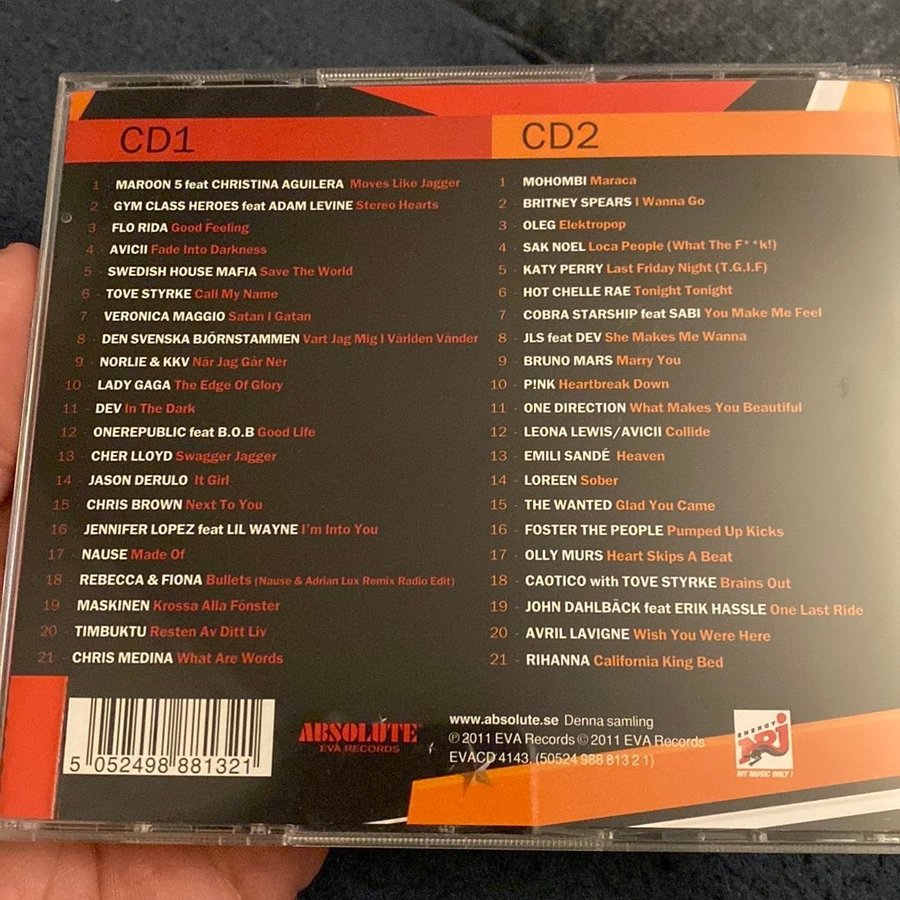 CD1
1 - MAROON 5 feat CHRISTINA AGUILERA Moves Like Jagger
2 - GYM CLASS HEROES feat ADAM LEVINE Stereo Hearts
3 - FLO RIDA Good Feeling
4 - AVICII Fade Into Darkness
5 - SWEDISH HOUSE MAFIA Save The World
6 - TOVE STYRKE Call My Name
7 - VERONICA MAGGIO Satan I Gatan
8 - DEN SVENSKA BJÖRNSTAMMEN Vart Jag Mig I Världen Vänder
9 - NORLIE & KKV När Jag Går Ner
10 - LADY GAGA The Edge Of Glory
11 - DEV In The Dark
12 - ONEREPUBLIC feat B.O.B Good Life
13 - CHER LLOYD Swagger Jagger
14 - JASON DERULO It Girl
15 - CHRIS BROWN Next To You
16 - JENNIFER LOPEZ feat LIL WAYNE I'm Into You
17 - NAUSE Made Of
18 - REBECCA & FIONA Bullets (Nause & Adrian Lux Remix Radio Edit)
19 - MASKINEN Krossa Alla Fönster
20 - TIMBUKTU Resten Av Ditt Liv
21 - CHRIS MEDINA What Are Words
CD2
1 - MOHOMBI Maraca
2 - BRITNEY SPEARS I Wanna Go
3 - OLEG Elektropop
4 - SAK NOEL Loca People (What The F**k!)
5 - KATY PERRY Last Friday Night (T.G.I.F)
6 - HOT CHELLE RAE Tonight Tonight
7 - COBRA STARSHIP feat SABI You Make Me Feel
8 - JLS feat DEV She Makes Me Wanna
9 - BRUNO MARS Marry You
10 - P!NK Heartbreak Down
11 - ONE DIRECTION What Makes You Beautiful
12 - LEONA LEWIS/AVICII Collide
13 - EMILI SANDÉ Heaven
14 - LOREEN Sober
15 - THE WANTED Glad You Came
16 - FOSTER THE PEOPLE Pumped Up Kicks
17 - OLLY MURS Heart Skips A Beat
18 - CAOTICO with TOVE STYRKE Brains Out
19 - JOHN DAHLBÄCK feat ERIK HASSLE One Last Ride
20 - AVRIL LAVIGNE Wish You Were Here
21 - RIHANNA California King Bed
5 052498 881321
ABSOLUTE
EVA RECORDS
www.absolute.se Denna samling
℗ 2011 EVA Records © 2011 EVA Records
EVACD 4143 (50524 988 813 2 1)
ENERGY
NRJ
HIT MUSIC ONLY!